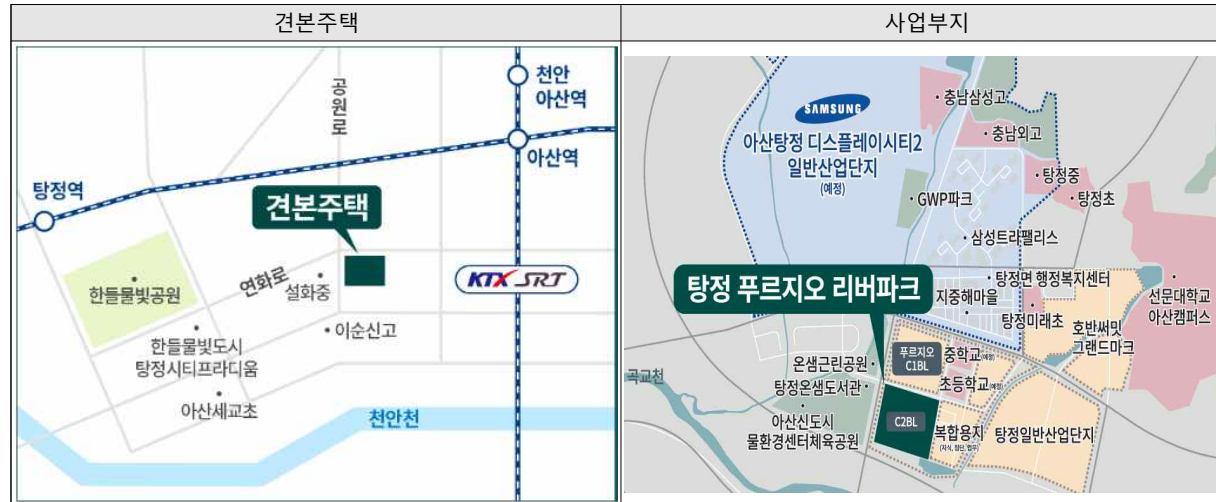 견본주택
사업부지
천안
아산역
공
원
로
아산역
탕정역
견본주택
KTX SRT
한들물빛공원
연화로
설화중
이순신고
한들물빛도시
탕정시티프라디움
아산세교초
천안천
SAMSUNG
아산탕정 디스플레이시티2
일반산업단지
(예정)
충남삼성고
충남외고
탕정중
탕정초
GWP파크
삼성트라팰리스
탕정 푸르지오 리버파크
탕정면 행정복지센터
지중해마을
탕정미래초
선문대학교
아산캠퍼스
호반써밋
그랜드마크
푸르지오
C1BL
중학교(예정)
초등학교(예정)
온샘근린공원
곡교천
탕정온샘도서관
아산신도시
물환경센터체육공원
C2BL
복합용지
탕정일반산업단지